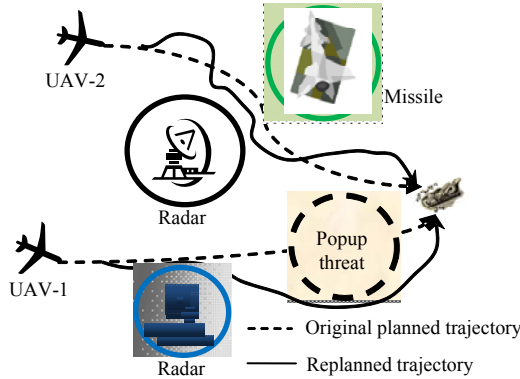 UAV-2
Missile
Radar
Popup
threat
UAV-1
Original planned trajectory
Radar
Replanned trajectory